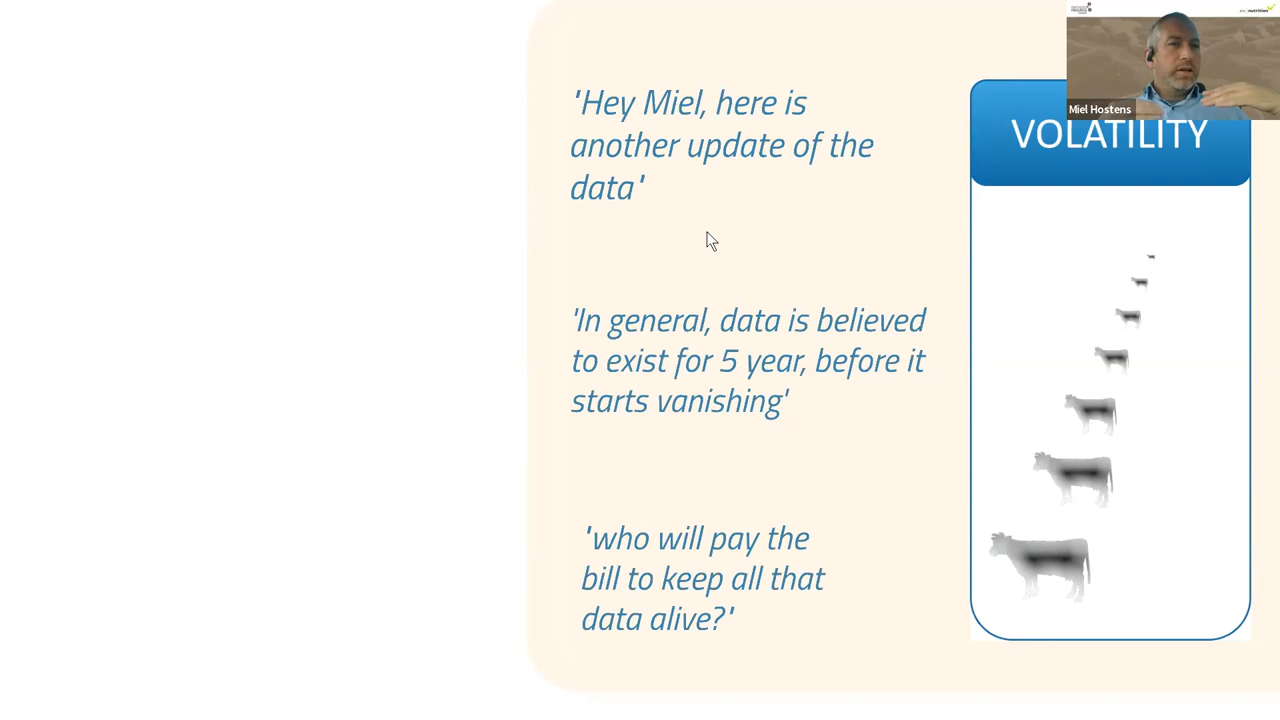 'Hey Miel, here is
another update of the
data'
'In general, data is believed
to exist for 5 year, before it
starts vanishing'
'who will pay the
bill to keep all that
data alive?'
VOLATILITY
Miel Hostens
nutrition